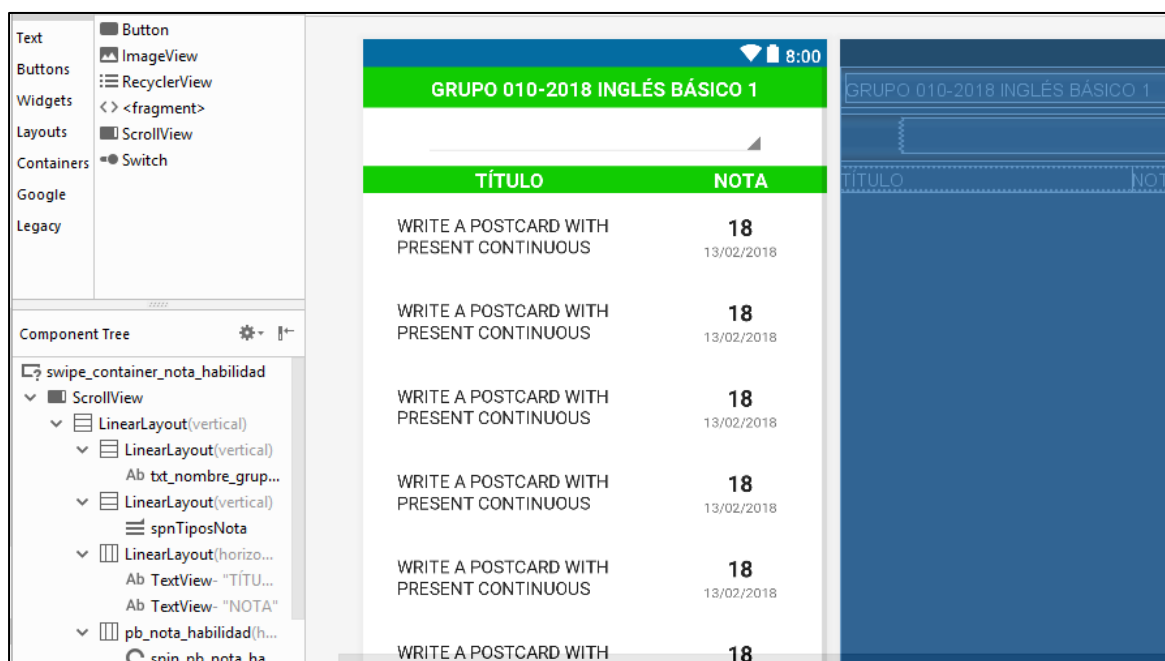 Text
Buttons
Widgets
Layouts
Containers
Google
Legacy
Button
ImageView
RecyclerView
<> <fragment>
ScrollView
Switch
Component Tree
swipe_container_nota_habilidad
ScrollView
LinearLayout(vertical)
LinearLayout(vertical)
Ab txt_nombre_grup...
LinearLayout(vertical)
spnTiposNota
LinearLayout(horizo...
Ab TextView- "TÍTU...
Ab TextView- "NOTA"
pb_nota_habilidad(h...
spin_pb_nota_ha
8:00
GRUPO 010-2018 INGLÉS BÁSICO 1
TÍTULO NOTA
WRITE A POSTCARD WITH 18
PRESENT CONTINUOUS 13/02/2018
WRITE A POSTCARD WITH 18
PRESENT CONTINUOUS 13/02/2018
WRITE A POSTCARD WITH 18
PRESENT CONTINUOUS 13/02/2018
WRITE A POSTCARD WITH 18
PRESENT CONTINUOUS 13/02/2018
WRITE A POSTCARD WITH 18
PRESENT CONTINUOUS 13/02/2018
WRITE A POSTCARD WITH 18
GRUPO 010-2018 INGLÉS BÁSICO 1
TÍTULO NOT